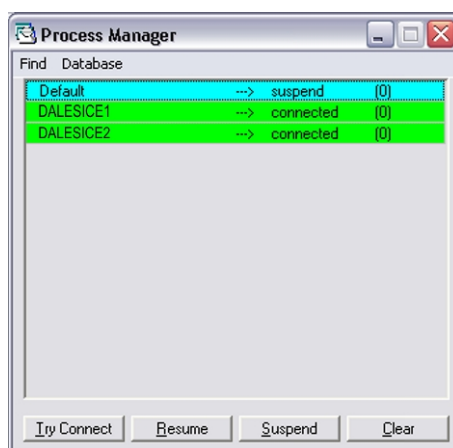 Process Manager
Find Database
Default ---> suspend (0)
DALESICE1 ---> connected (0)
DALESICE2 ---> connected (0)
Try Connect Resume Suspend Clear